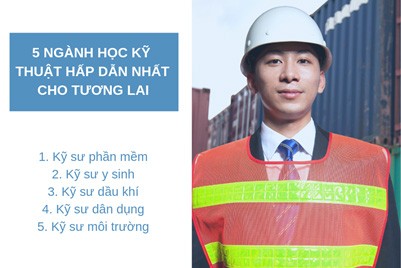 5 NGÀNH HỌC KỸ
THUẬT HẤP DẪN NHẤT
CHO TƯƠNG LAI
1. Kỹ sư phần mềm
2. Kỹ sư y sinh
3. Kỹ sư dầu khí
4. Kỹ sư dân dụng
5. Kỹ sư môi trường